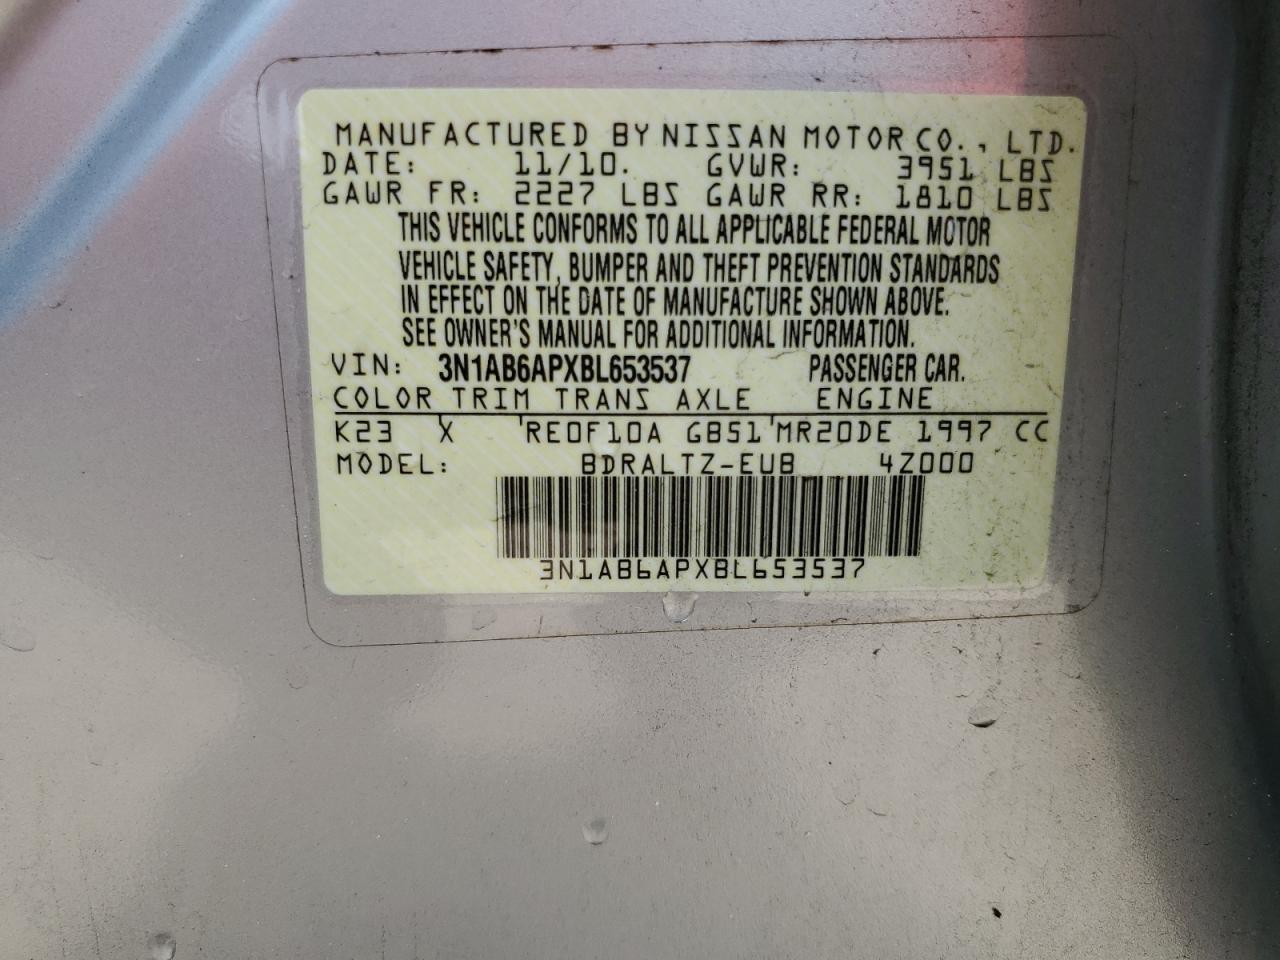 MANUFACTURED BY NISSAN MOTOR CO., LTD.
DATE: 11/10. GVWR: 3951 LBS
GAWR FR: 2227 LBS GAWR RR: 1810 LBS
THIS VEHICLE CONFORMS TO ALL APPLICABLE FEDERAL MOTOR
VEHICLE SAFETY, BUMPER AND THEFT PREVENTION STANDARDS
IN EFFECT ON THE DATE OF MANUFACTURE SHOWN ABOVE.
SEE OWNER'S MANUAL FOR ADDITIONAL INFORMATION.
VIN: 3N1AB6APXBL653537 PASSENGER CAR.
COLOR TRIM TRANS AXLE ENGINE
K23 X 'RE0F10A GB51'MR20DE 1997 CC
MODEL: BDRALTZ-EUB 4Z000
3N1AB6APXBL653537